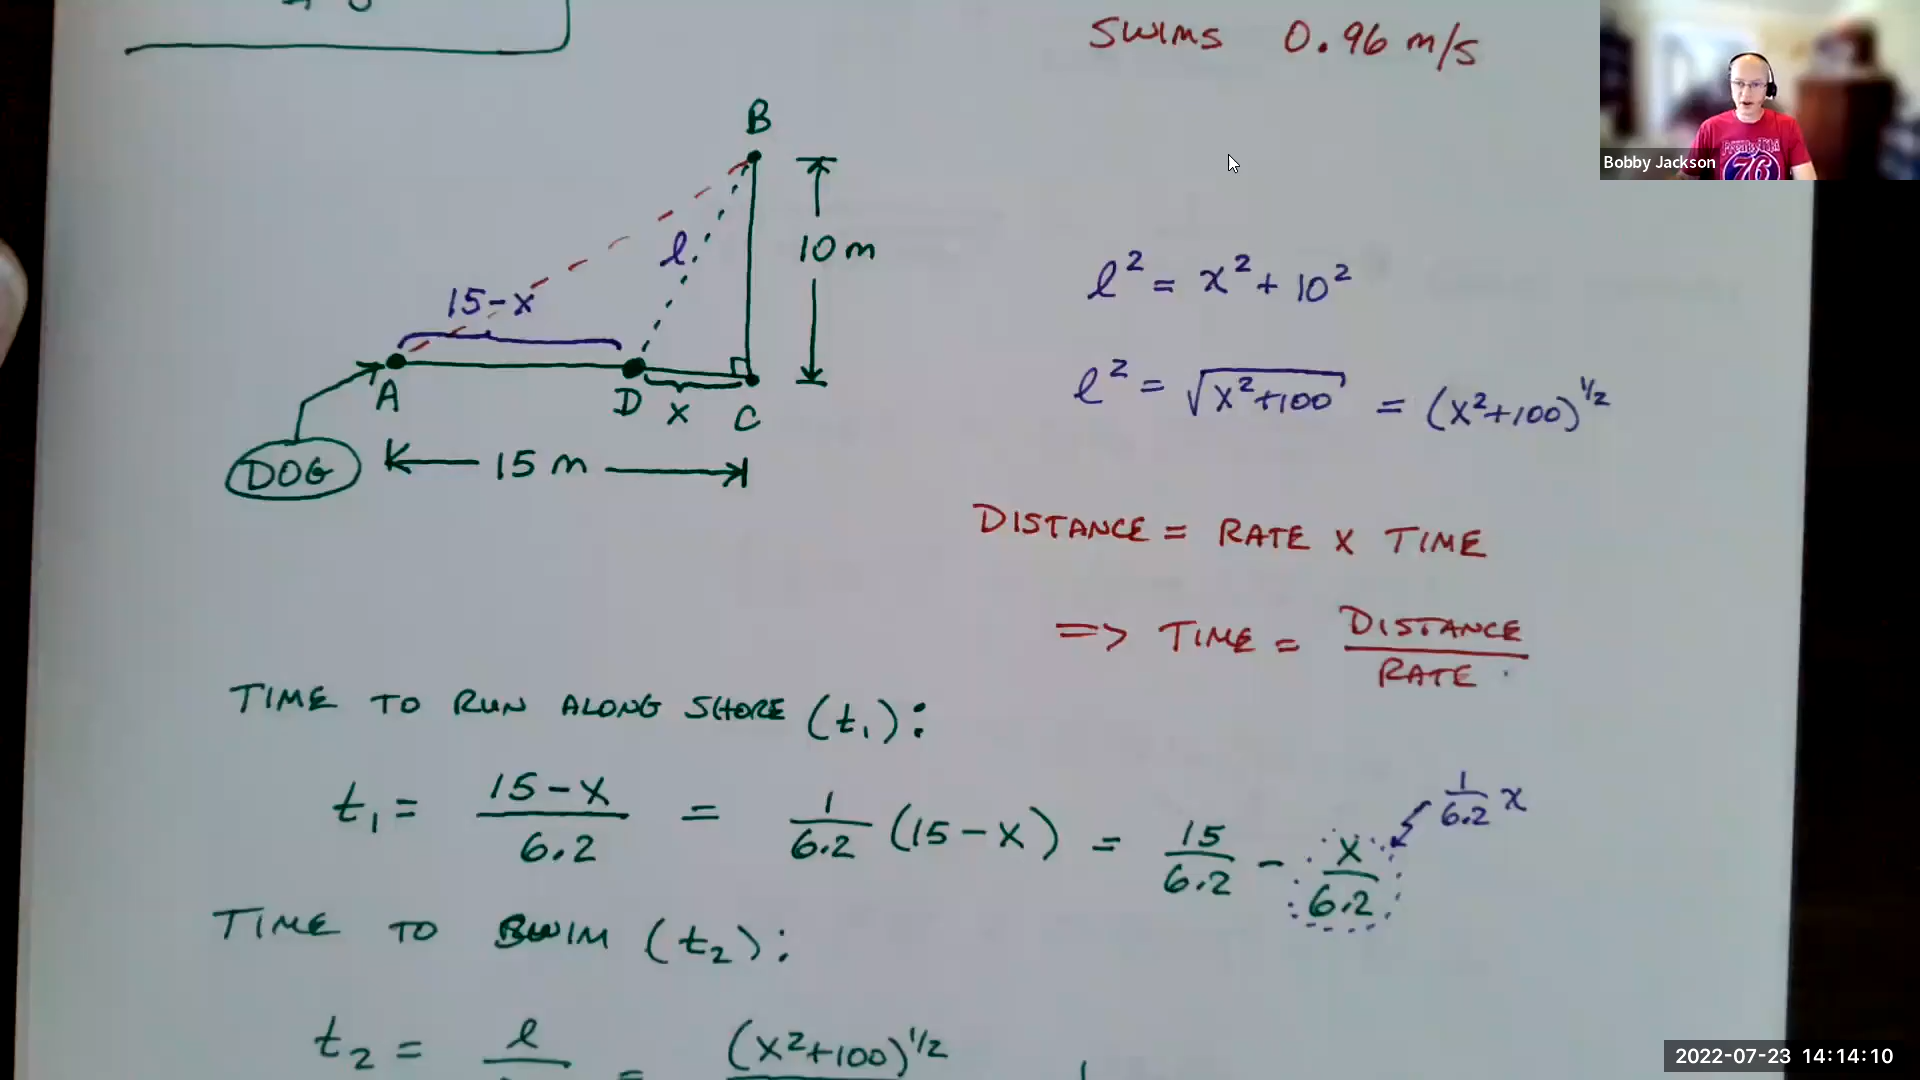 SWIMS 0.96 m/s
Bobby Jackson
76
B
l
10 m
15-x
A
D
x
C
DOG
15 m
l² = x² + 10²
l² = √x²+100 = (x²+100)^1/2
DISTANCE = RATE X TIME
=> TIME = DISTANCE / RATE
TIME TO RUN ALONG SHORE (t₁):
t₁ = 15-x / 6.2 = 1 / 6.2 (15-x) = 15 / 6.2 - x / 6.2
1 / 6.2 x
TIME TO SWIM (t₂):
t₂ = l = (x²+100)^1/2
2022-07-23 14:14:10